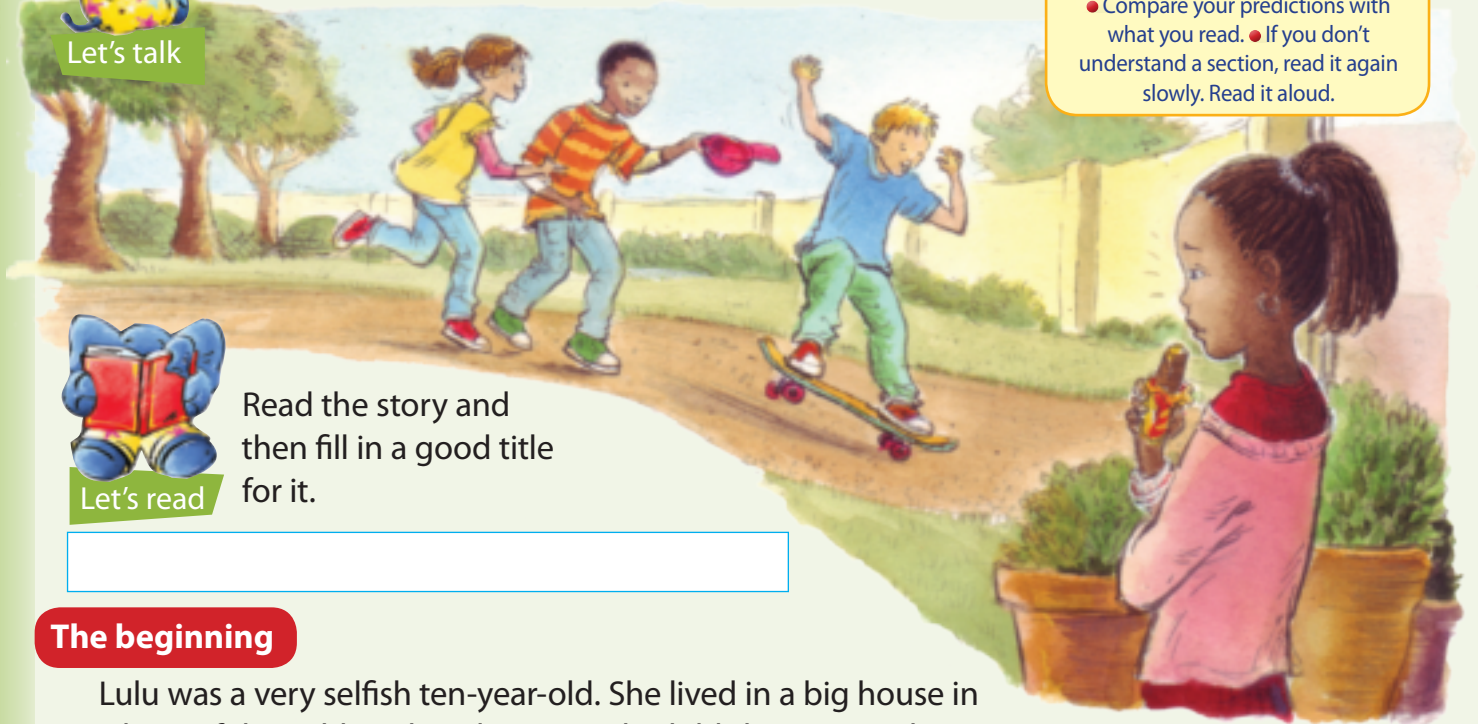 Let's talk
• Compare your predictions with
what you read. • If you don't
understand a section, read it again
slowly. Read it aloud.
Read the story and
then fill in a good title
for it.
Let's read
The beginning
Lulu was a very selfish ten-year-old. She lived in a big house in